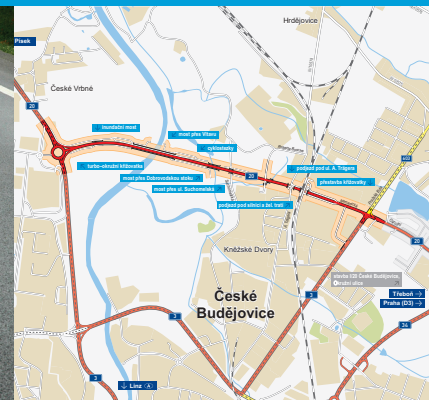 Hrdějovice
Písek
České Vrbné
20
inundační most
most přes Vltavu
cyklostezky
603
turbo-okružní křižovatka
podjezd pod ul. A. Trägera
most přes Dobrovodskou stoku
20
přestavba křižovatky
most přes ul. Suchomelská
podjezd pod silnicí a žel. tratí
20
Kněžské Dvory
stavba I/20 České Budějovice,
Okružní ulice
České
Budějovice
3
Třeboň →
Praha (D3) →
3
34
3
↓ Linz A